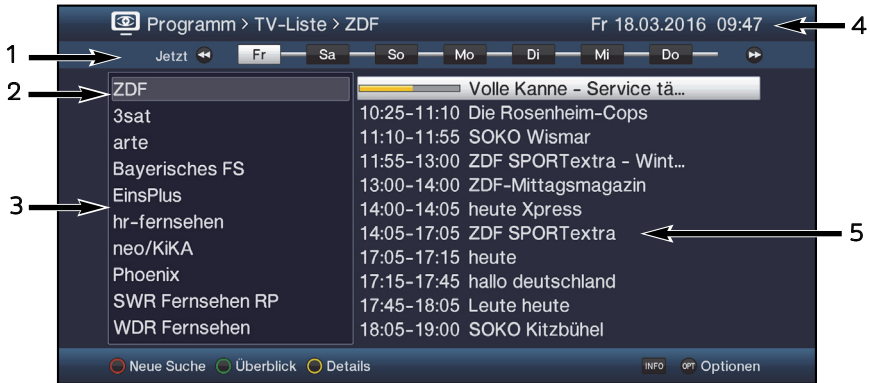 Programm > TV-Liste > ZDF
Fr 18.03.2016 09:47
4
1
Jetzt Fr Sa So Mo Di Mi Do
2
ZDF
3sat
arte
Bayerisches FS
EinsPlus
3
hr-fernsehen
neo/KiKA
Phoenix
SWR Fernsehen RP
WDR Fernsehen
Volle Kanne - Service tä...
10:25-11:10 Die Rosenheim-Cops
11:10-11:55 SOKO Wismar
11:55-13:00 ZDF SPORTextra - Wint...
13:00-14:00 ZDF-Mittagsmagazin
14:00-14:05 heute Xpress
14:05-17:05 ZDF SPORTextra
5
17:05-17:15 heute
17:15-17:45 hallo deutschland
17:45-18:05 Leute heute
18:05-19:00 SOKO Kitzbühel
Neue Suche Überblick Details
INFO OPT Optionen